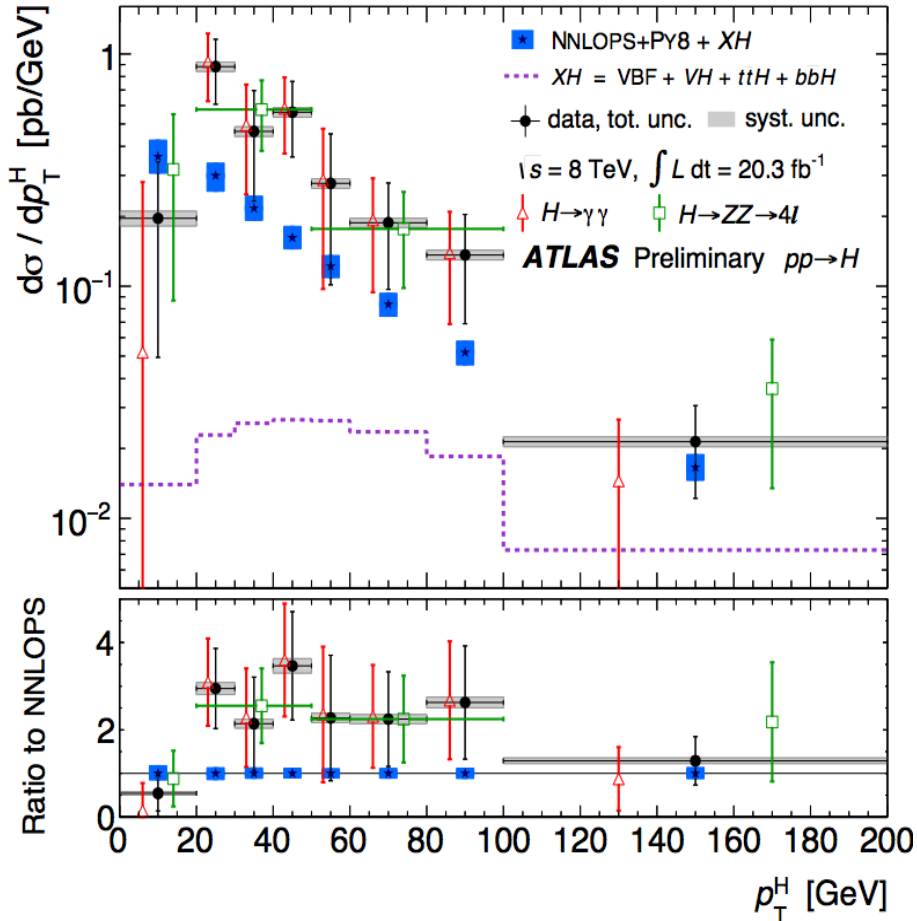 dσ / dp_T^H [pb/GeV]
1
10⁻¹
10⁻²
NNLOPS+PY8 + XH
XH = VBF + VH + ttH + bbH
data, tot. unc. syst. unc.
\s = 8 TeV, ∫ L dt = 20.3 fb⁻¹
H→γγ H→ZZ→4l
ATLAS Preliminary pp→H
Ratio to NNLOPS
4
2
0
0 20 40 60 80 100 120 140 160 180 200
p_T^H [GeV]